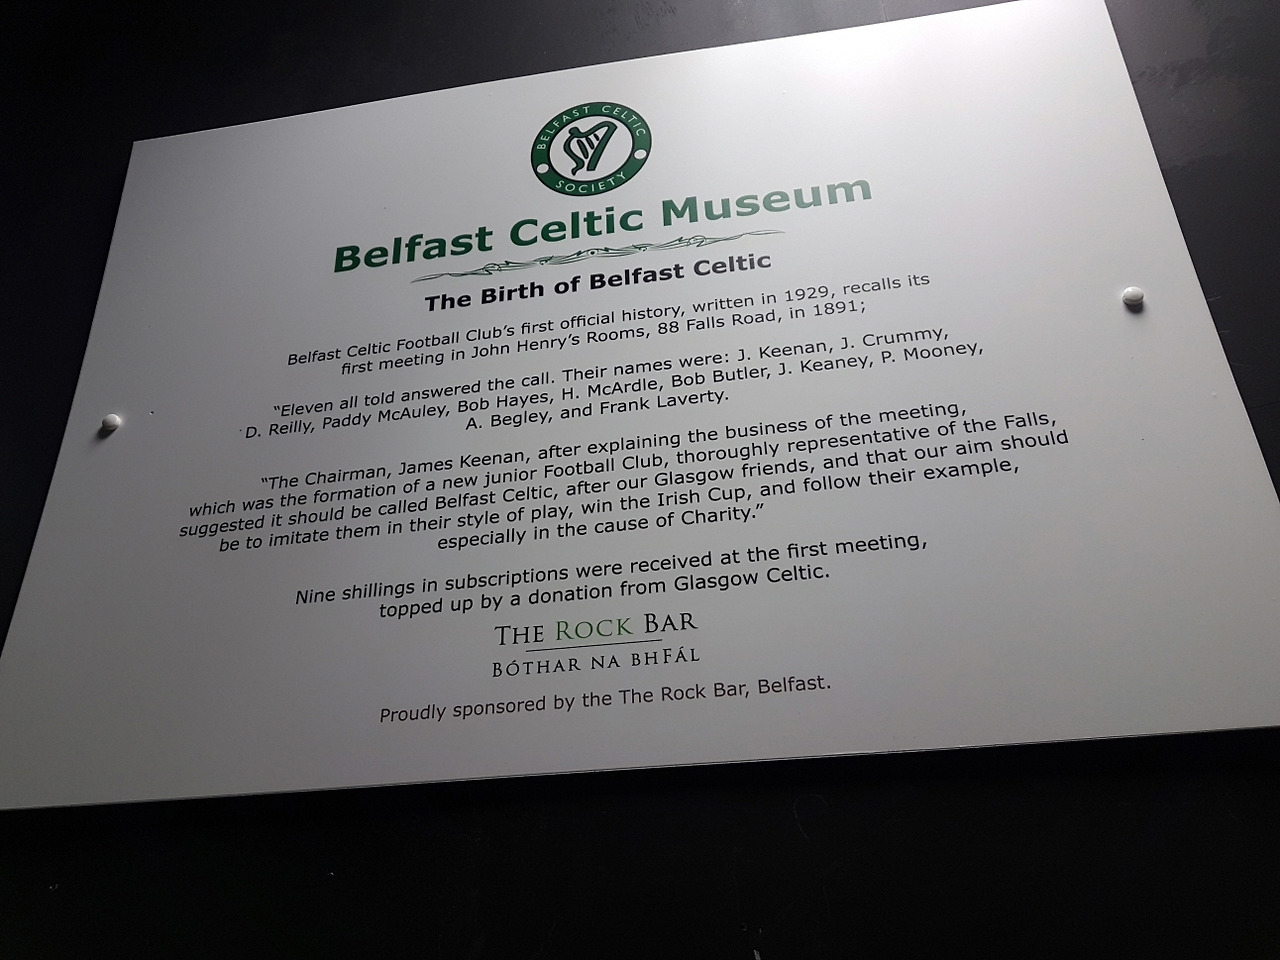 BELFAST CELTIC
SOCIETY
Belfast Celtic Museum
The Birth of Belfast Celtic
Belfast Celtic Football Club's first official history, written in 1929, recalls its
first meeting in John Henry's Rooms, 88 Falls Road, in 1891;
"Eleven all told answered the call. Their names were: J. Keenan, J. Crummy,
D. Reilly, Paddy McAuley, Bob Hayes, H. McArdle, Bob Butler, J. Keaney, P. Mooney,
A. Begley, and Frank Laverty.
"The Chairman, James Keenan, after explaining the business of the meeting,
which was the formation of a new junior Football Club, thoroughly representative of the Falls,
suggested it should be called Belfast Celtic, after our Glasgow friends, and that our aim should
be to imitate them in their style of play, win the Irish Cup, and follow their example,
especially in the cause of Charity."
Nine shillings in subscriptions were received at the first meeting,
topped up by a donation from Glasgow Celtic.
THE ROCK BAR
BÓTHAR NA BHFÁL
Proudly sponsored by the The Rock Bar, Belfast.